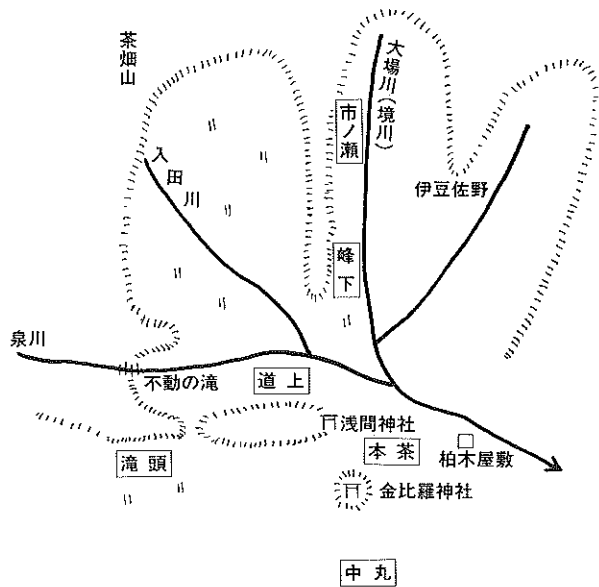 茶畑山
大場川(境川)
市ノ瀬
入田川
伊豆佐野
峰下
泉川
不動の滝
道上
浅間神社
本茶
柏木屋敷
滝頭
金比羅神社
中丸